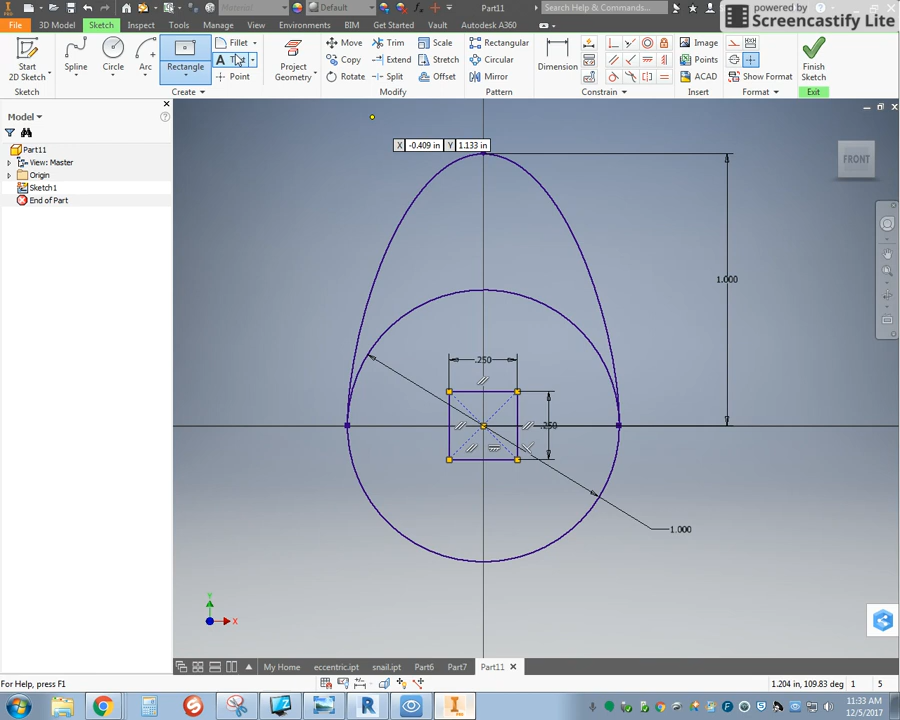 powered by
Screencastify Lite
Material
Default
Part11
Search Help & Commands...
File
3D Model
Sketch
Inspect
Tools
Manage
View
Environments
BIM
Get Started
Vault
Autodesk A360
Start
2D Sketch
Spline
Circle
Arc
Rectangle
Fillet
Text
Point
Project
Geometry
Move
Copy
Rotate
Trim
Extend
Split
Scale
Stretch
Offset
Rectangular
Circular
Mirror
Dimension
Image
Points
ACAD
Show Format
Finish
Sketch
Sketch
Create
Modify
Pattern
Constrain
Insert
Format
Exit
Model
Part11
View: Master
Origin
Sketch1
End of Part
X -0.409 in Y 1.133 in
FRONT
1.000
.250
.250
1.000
Y
X
My Home
eccentric.ipt
snail.ipt
Part6
Part7
Part11
For Help, press F1
1.204 in, 109.83 deg 1 5
11:33 AM
12/5/2017